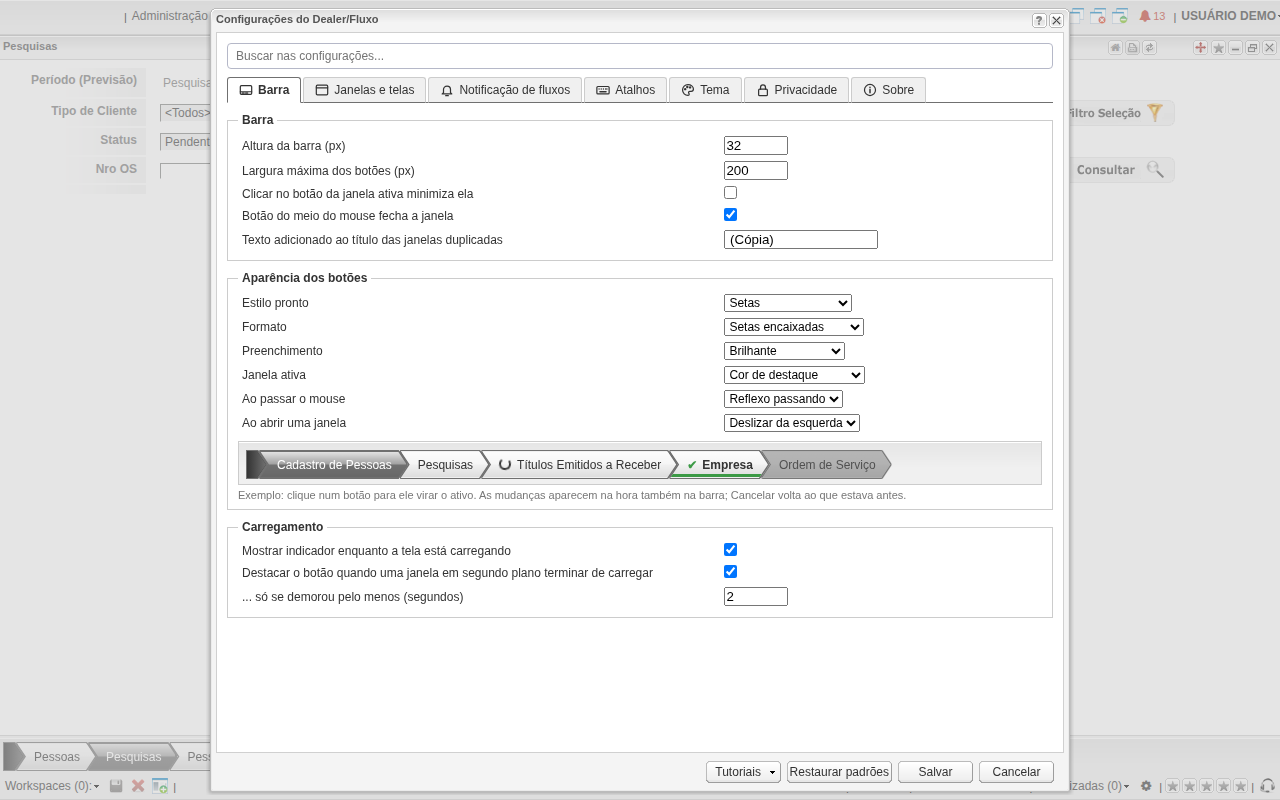 | Administração
Configurações do Dealer/Fluxo
?
13 | USUÁRIO DEMO
Pesquisas
Buscar nas configurações...
Barra
Janelas e telas
Notificação de fluxos
Atalhos
Tema
Privacidade
Sobre
Período (Previsão)
Pesquisa
Tipo de Cliente
<Todos>
Status
Pendent
Nro OS
iltro Seleção
Consultar
Barra
Altura da barra (px)
32
Largura máxima dos botões (px)
200
Clicar no botão da janela ativa minimiza ela
Botão do meio do mouse fecha a janela
Texto adicionado ao título das janelas duplicadas
(Cópia)
Aparência dos botões
Estilo pronto
Setas
Formato
Setas encaixadas
Preenchimento
Brilhante
Janela ativa
Cor de destaque
Ao passar o mouse
Reflexo passando
Ao abrir uma janela
Deslizar da esquerda
Cadastro de Pessoas
Pesquisas
Títulos Emitidos a Receber
✔ Empresa
Ordem de Serviço
Exemplo: clique num botão para ele virar o ativo. As mudanças aparecem na hora também na barra; Cancelar volta ao que estava antes.
Carregamento
Mostrar indicador enquanto a tela está carregando
Destacar o botão quando uma janela em segundo plano terminar de carregar
... só se demorou pelo menos (segundos)
2
Pessoas
Pesquisas
Pes
Tutoriais
Restaurar padrões
Salvar
Cancelar
Workspaces (0):
|
zadas (0)
|
|